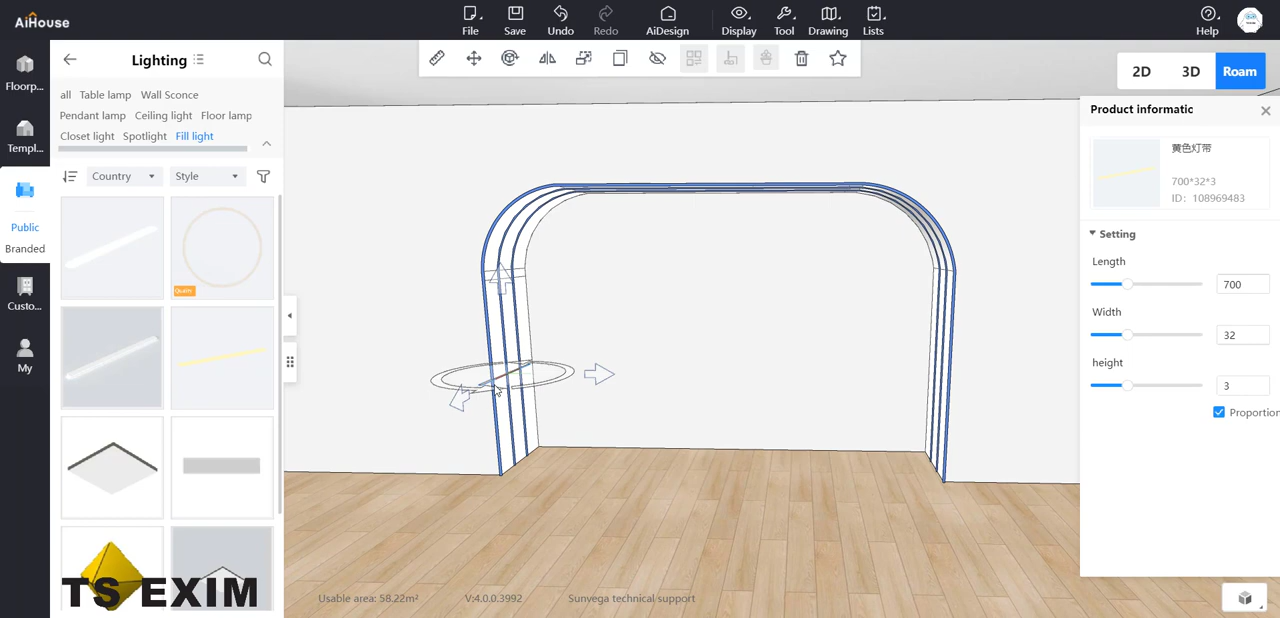 AiHouse
File
Save
Undo
Redo
AiDesign
Display
Tool
Drawing
Lists
Help
Floorp...
Templ...
Public
Branded
Custo...
My
Lighting
all Table lamp Wall Sconce
Pendant lamp Ceiling light Floor lamp
Closet light Spotlight Fill light
Country
Style
2D
3D
Roam
Product informatic
黄色灯带
700*32*3
ID: 108969483
Setting
Length
700
Width
32
height
3
Proportion
TS EXIM
Usable area: 58.22m²
V:4.0.0.3992
Sunvega technical support